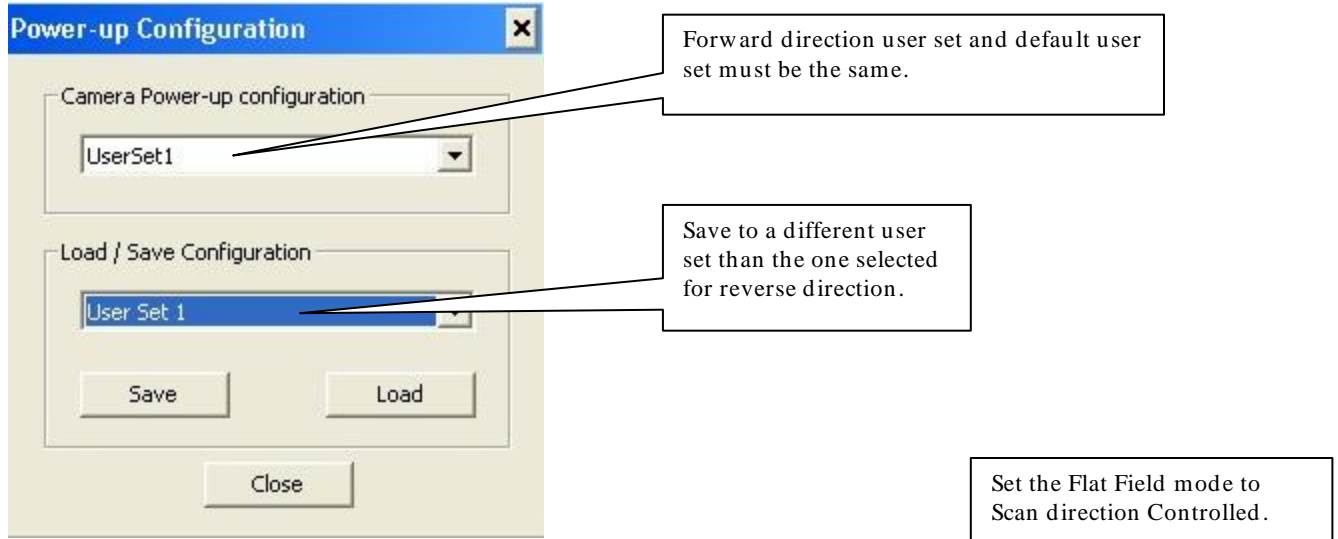 Power-up Configuration
Camera Power-up configuration
UserSet1
Load / Save Configuration
User Set 1
Save Load
Close
Forward direction user set and default user
set must be the same.
Save to a different user
set than the one selected
for reverse direction.
Set the Flat Field mode to
Scan direction Controlled.